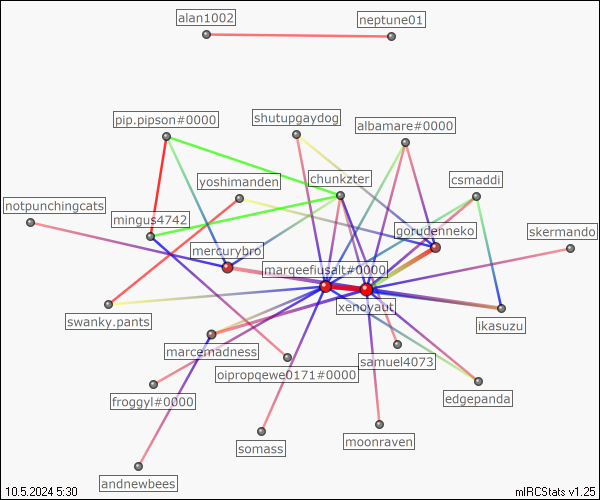 alan1002
neptune01
pip.pipson#0000
shutupgaydog
albamare#0000
yoshimanden
chunkzter
csmaddi
notpunchingcats
mingus4742
gorudenneko
skermando
mercurybro
margeefiusalt#0000
xenoyaut
swanky.pants
ikasuzu
marcemadness
samuel4073
oipropqewe0171#0000
froggyl#0000
edgepanda
somass
moonraven
andnewbees
10.5.2024 5:30
mIRCStats v1.25